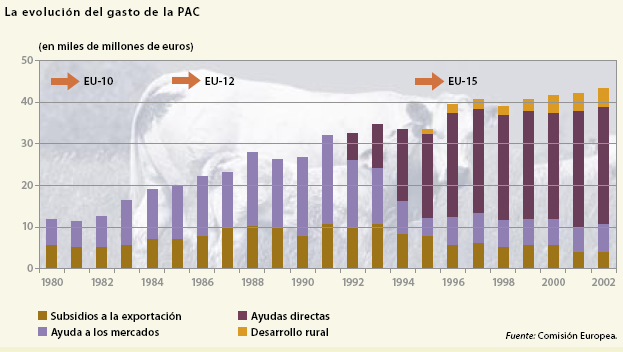 La evolución del gasto de la PAC
(en miles de millones de euros)
50
40
30
20
10
0
EU-10
EU-12
EU-15
1980 1982 1984 1986 1988 1990 1992 1994 1996 1998 2000 2002
Subsidios a la exportación
Ayudas directas
Ayuda a los mercados
Desarrollo rural
Fuente: Comisión Europea.